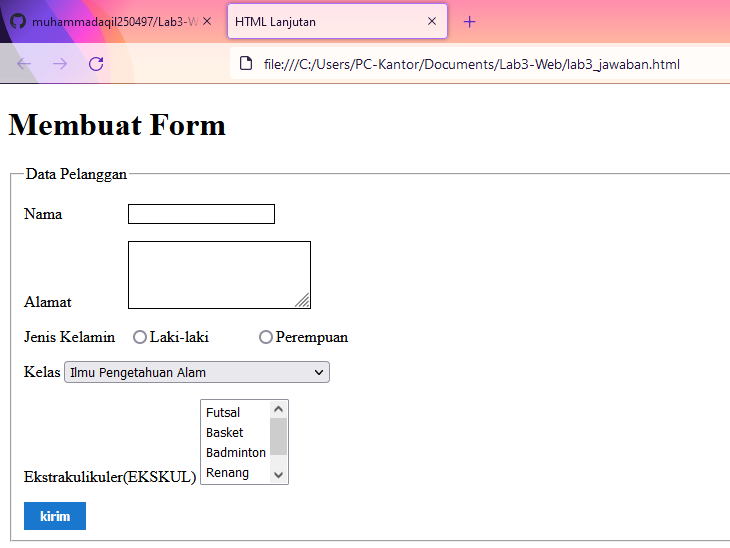 muhammadaqil250497/Lab3-W
HTML Lanjutan
file:///C:/Users/PC-Kantor/Documents/Lab3-Web/lab3_jawaban.html
Membuat Form
Data Pelanggan
Nama
Alamat
Jenis Kelamin Laki-laki Perempuan
Kelas Ilmu Pengetahuan Alam
Futsal
Basket
Badminton
Renang
Ekstrakulikuler(EKSKUL)
kirim